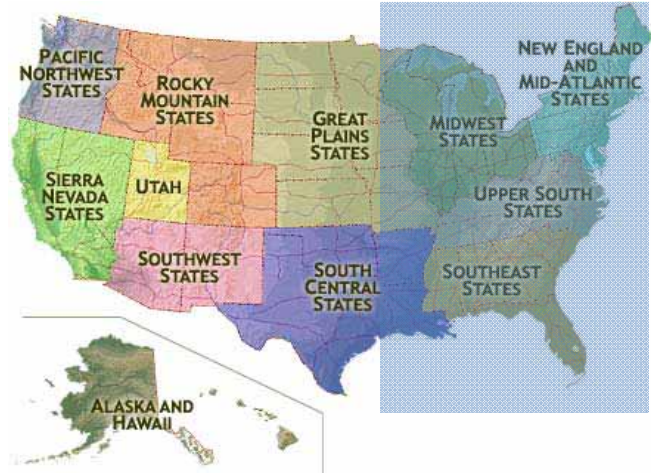 PACIFIC
NORTHWEST
STATES
ROCKY
MOUNTAIN
STATES
GREAT
PLAINS
STATES
MIDWEST
STATES
NEW ENGLAND
AND
MID-ATLANTIC
STATES
SIERRA
NEVADA
STATES
UTAH
UPPER SOUTH
STATES
SOUTHWEST
STATES
SOUTH
CENTRAL
STATES
SOUTHEAST
STATES
ALASKA AND
HAWAII